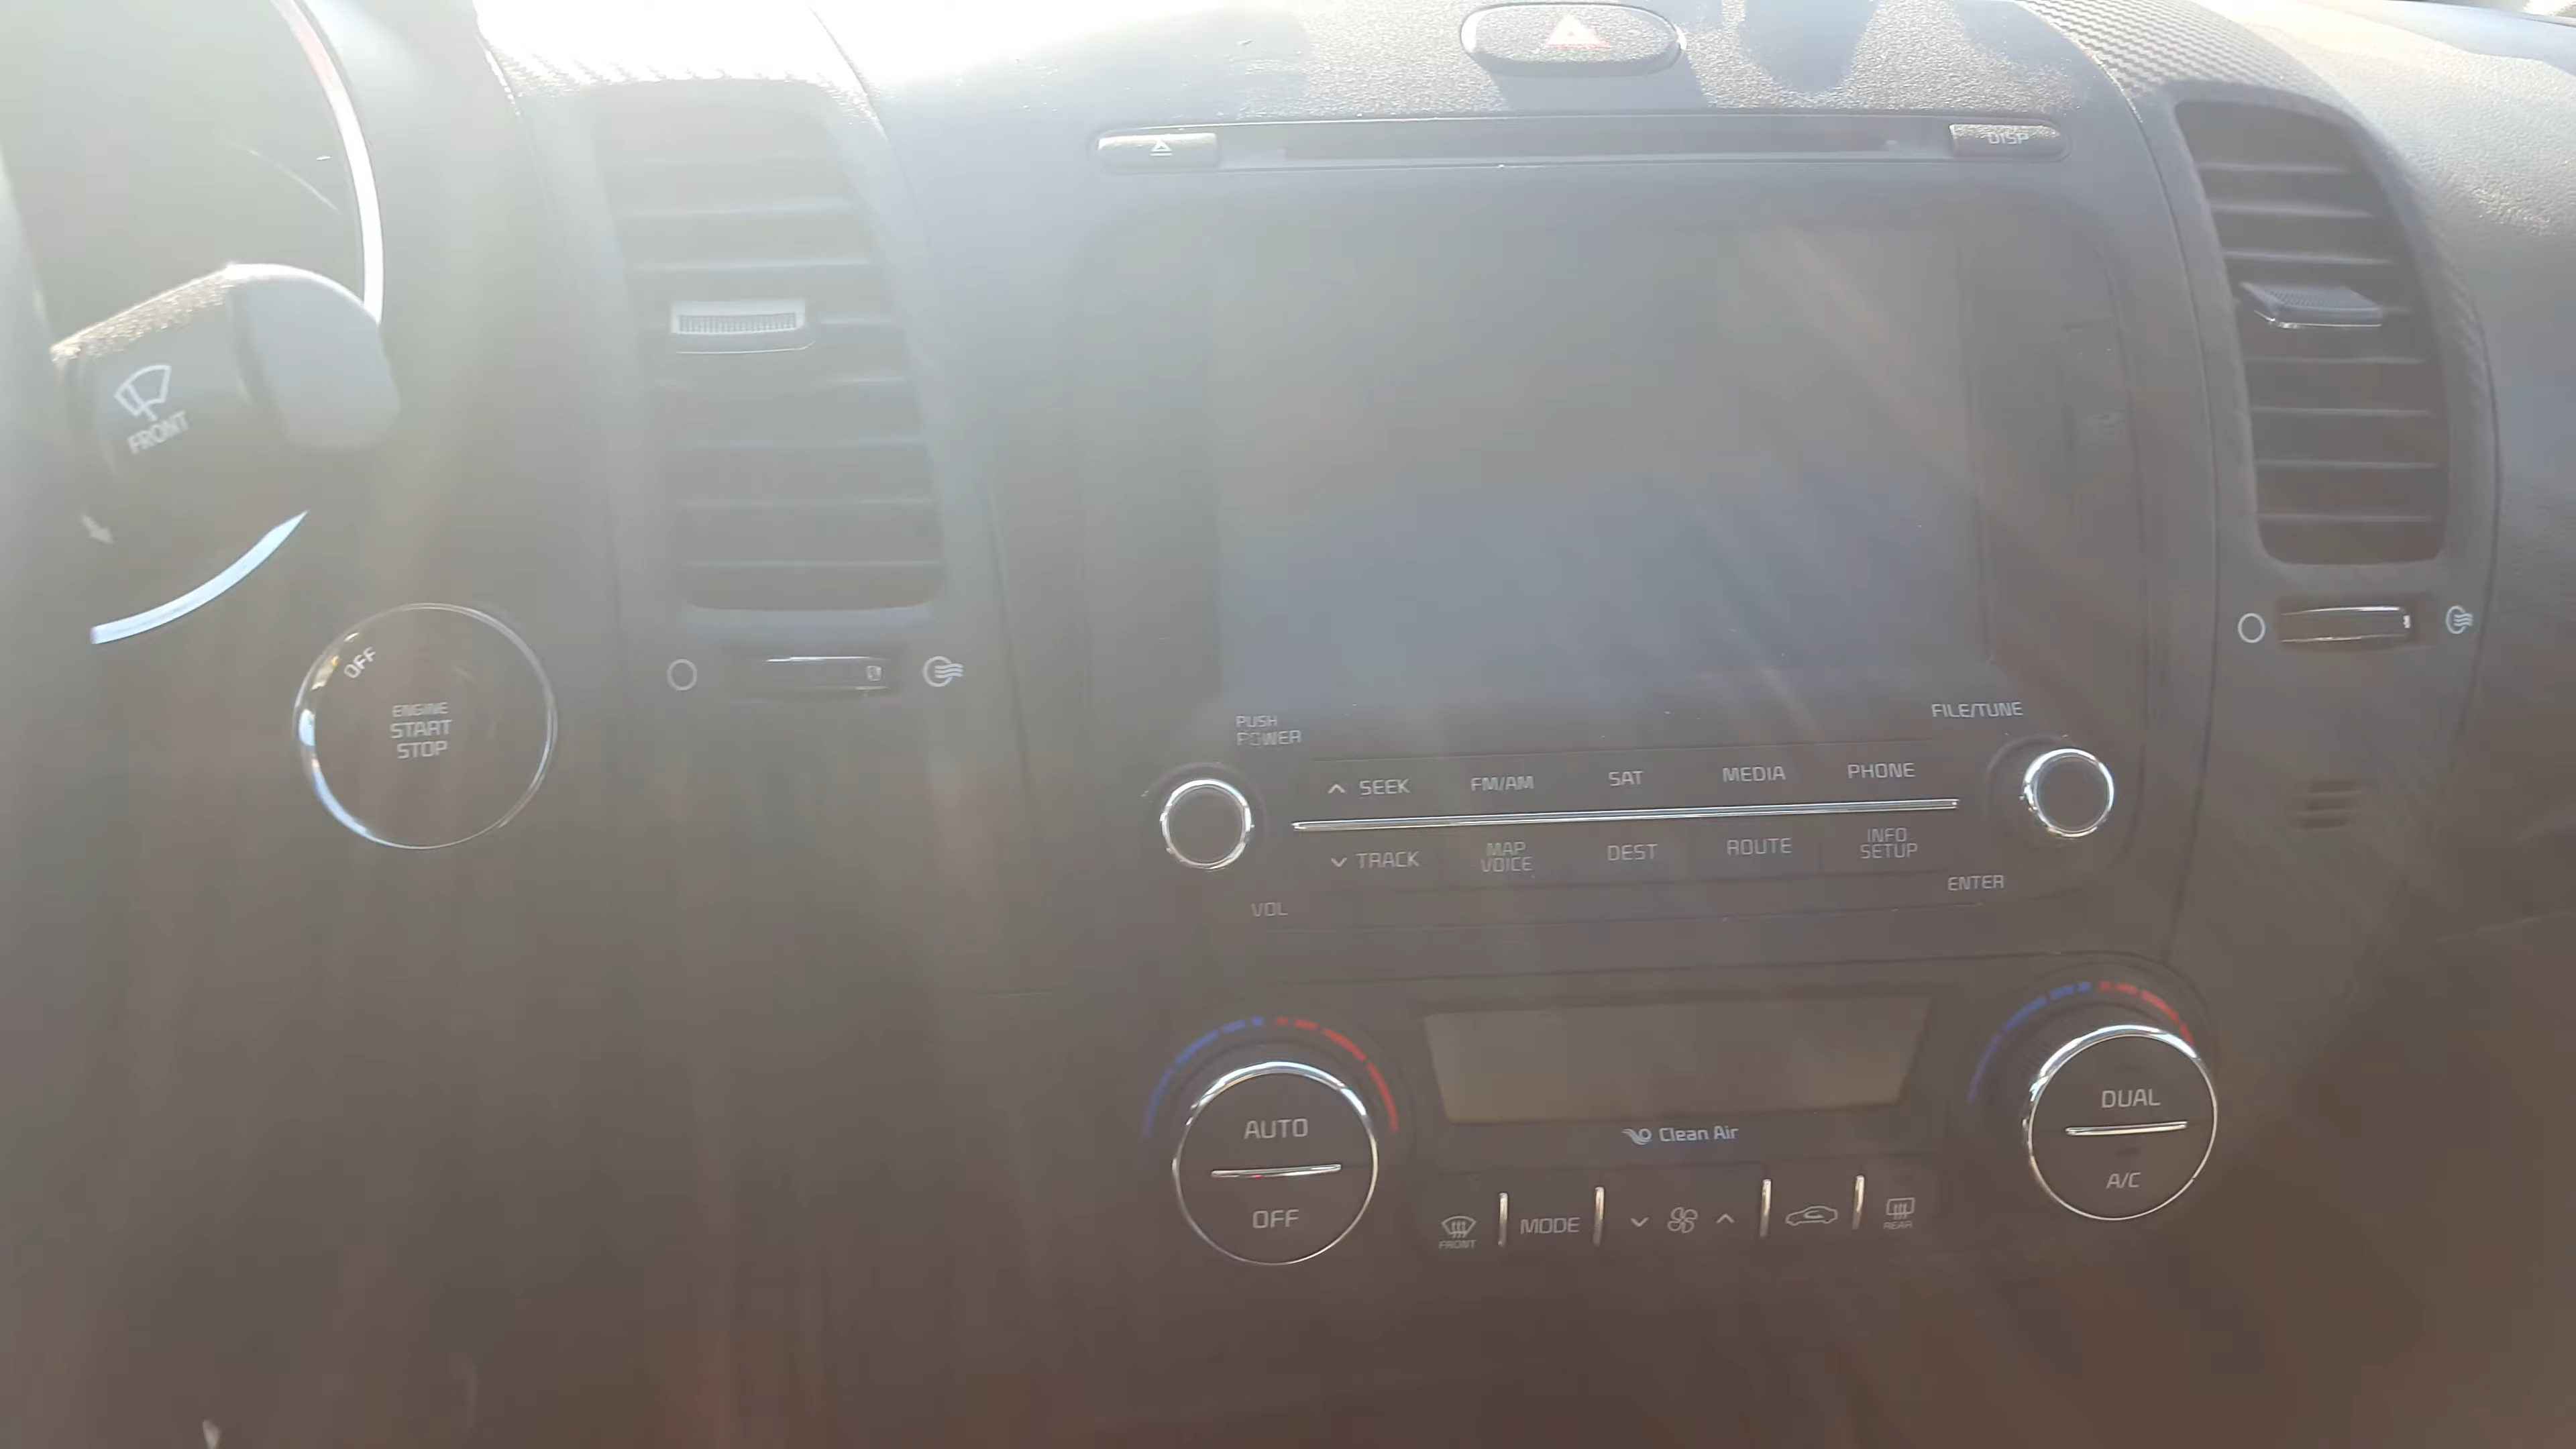 DISP
FRONT
OFF
ENGINE
START
STOP
PUSH
POWER
FILE/TUNE
SEEK
FM/AM
SAT
MEDIA
PHONE
TRACK
MAP
VOICE
DEST
ROUTE
INFO
SETUP
VOL
ENTER
AUTO
OFF
Clean Air
DUAL
A/C
FRONT
MODE
REAR